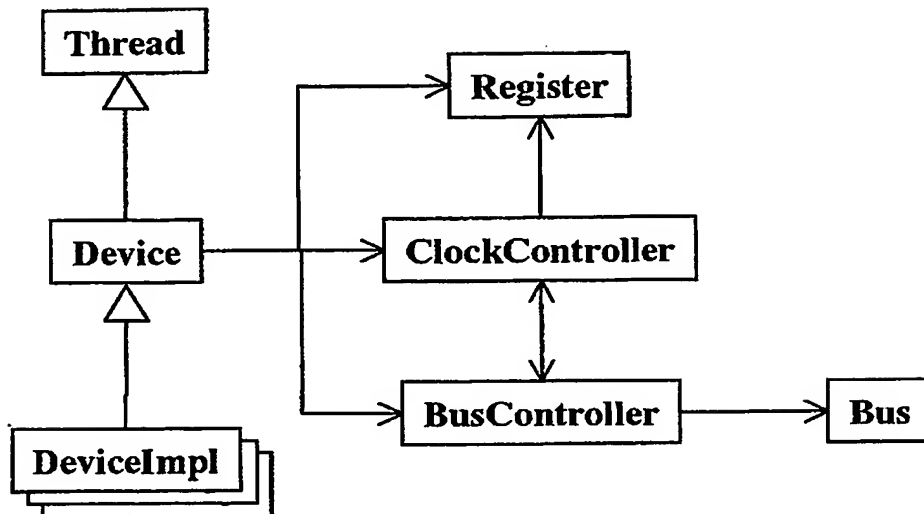 Thread
Register
Device
ClockController
BusController
Bus
DeviceImpl